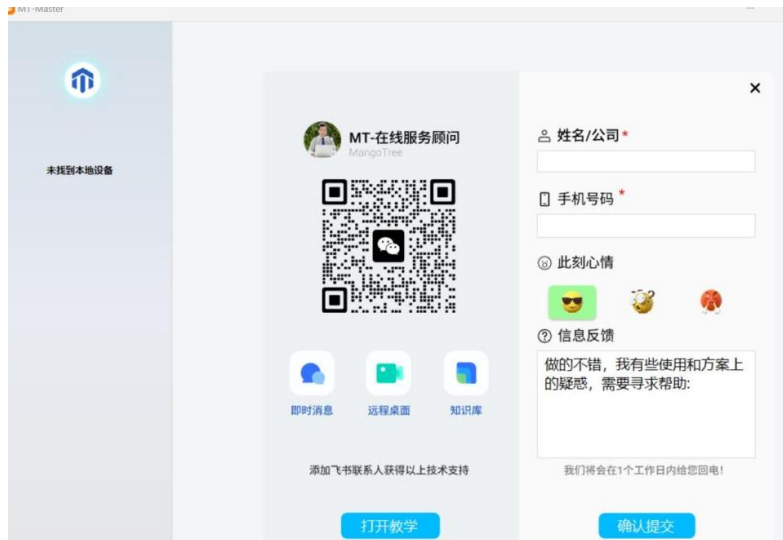 MT-Master
未找到本地设备
MT-在线服务顾问
MangoTree
即时消息
远程桌面
知识库
添加飞书联系人获得以上技术支持
打开教学
姓名/公司*
手机号码*
此刻心情
信息反馈
做的不错，我有些使用和方案上
的疑惑，需要寻求帮助:
我们将会在1个工作日内给您回电!
确认提交